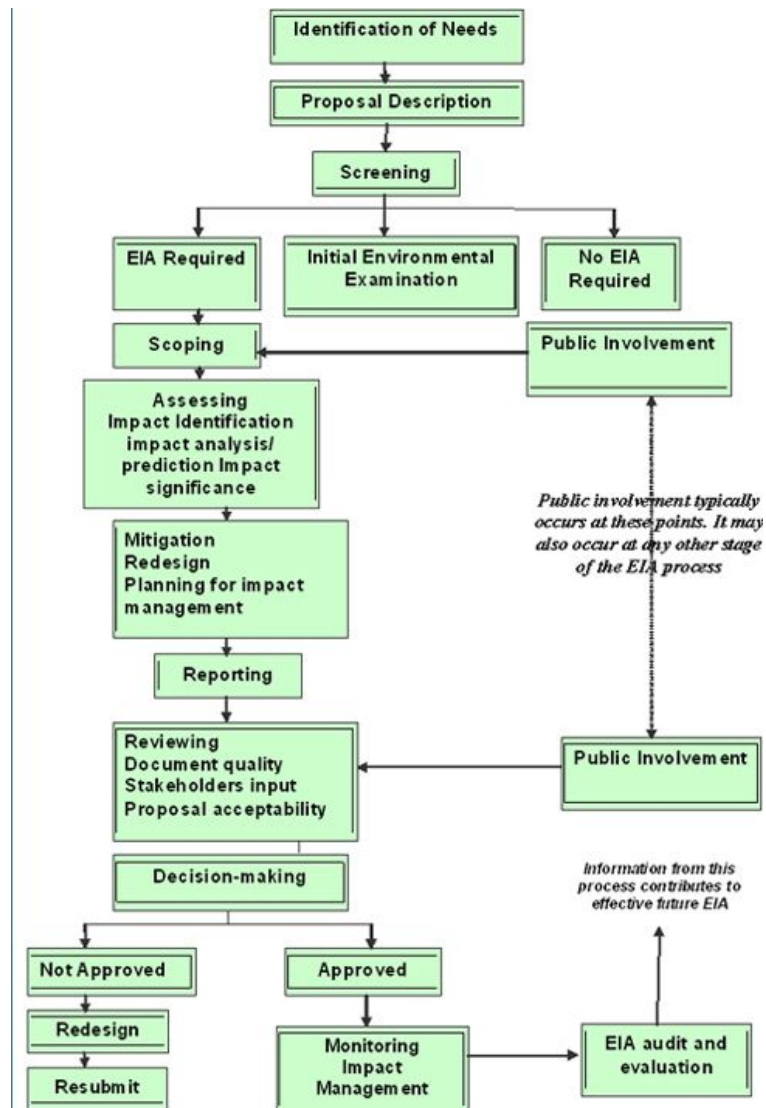 Identification of Needs
Proposal Description
Screening
EIA Required
Initial Environmental
Examination
No EIA
Required
Scoping
Public Involvement
Assessing
Impact Identification
impact analysis/
prediction Impact
significance
Public involvement typically
occurs at these points. It may
also occur at any other stage
of the EIA process
Mitigation
Redesign
Planning for impact
management
Reporting
Reviewing
Document quality
Stakeholders input
Proposal acceptability
Public Involvement
Decision-making
Information from this
process contributes to
effective future EIA
Not Approved
Approved
Redesign
Monitoring
Impact
Management
EIA audit and
evaluation
Resubmit